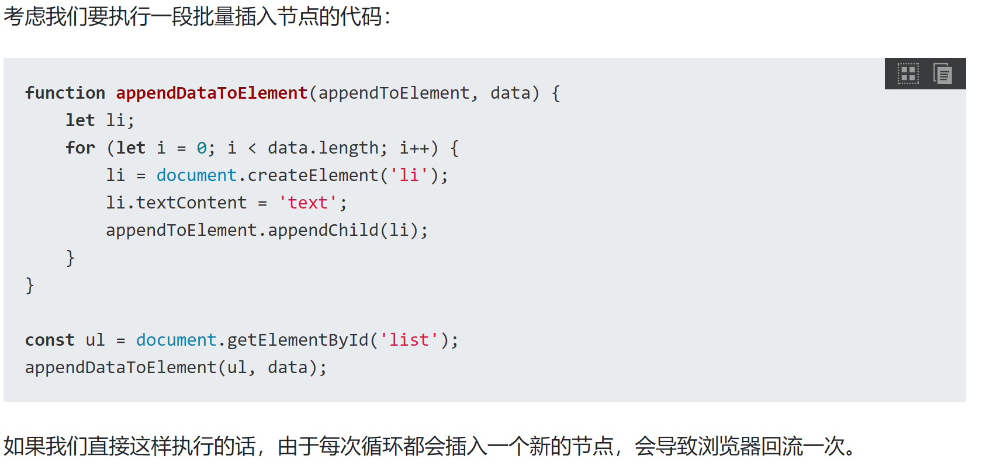 考虑我们要执行一段批量插入节点的代码：
function appendDataToElement(appendToElement, data) {
    let li;
    for (let i = 0; i < data.length; i++) {
        li = document.createElement('li');
        li.textContent = 'text';
        appendToElement.appendChild(li);
    }
}
const ul = document.getElementById('list');
appendDataToElement(ul, data);
如果我们直接这样执行的话，由于每次循环都会插入一个新的节点，会导致浏览器回流一次。